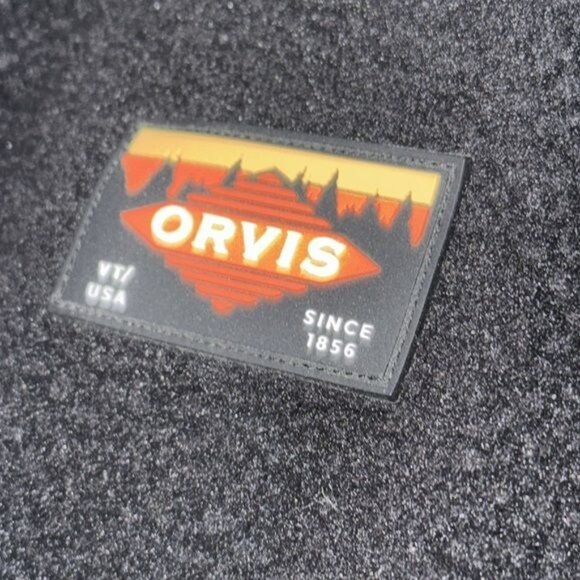 ORVIS
VT/
USA
SINCE
1856